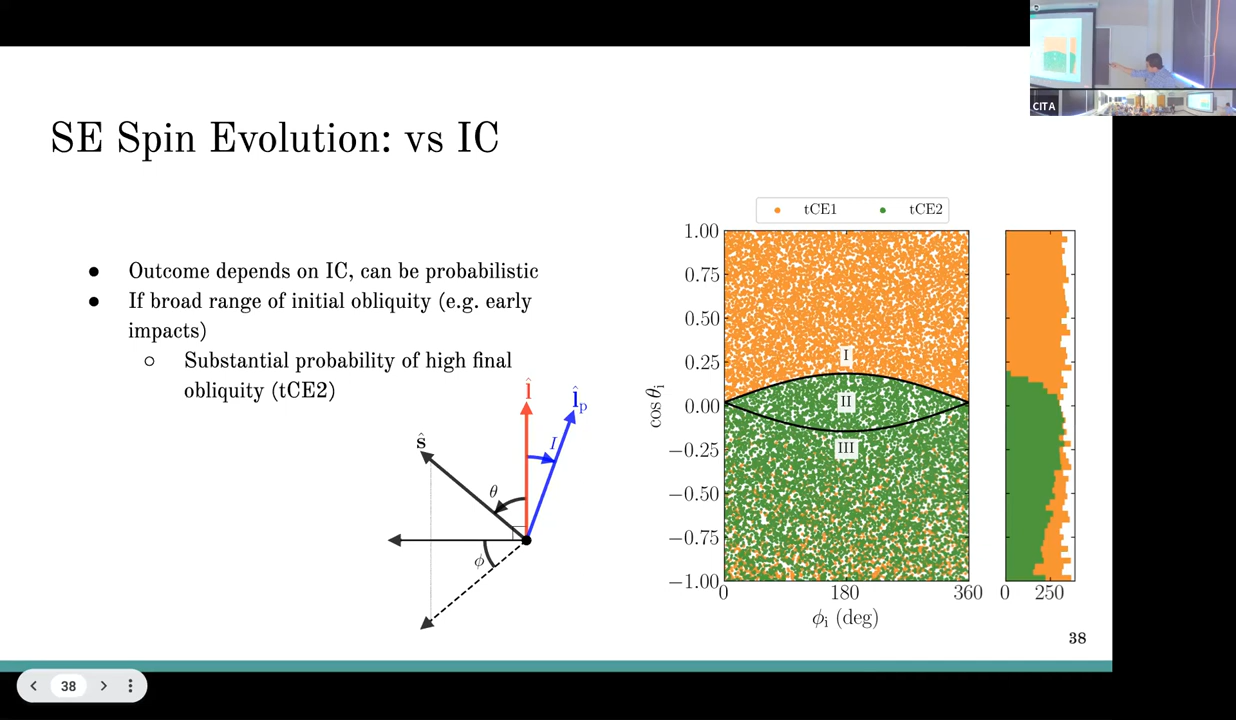 CITA
SE Spin Evolution: vs IC
● Outcome depends on IC, can be probabilistic
● If broad range of initial obliquity (e.g. early
impacts)
○ Substantial probability of high final
obliquity (tCE2)
l̂
l̂p
I
ŝ
θ
ϕ
tCE1 tCE2
1.00
0.75
0.50
0.25
0.00
−0.25
−0.50
−0.75
−1.00
cos θi
I
II
III
0 180 360
ϕi (deg)
0 250
38
38